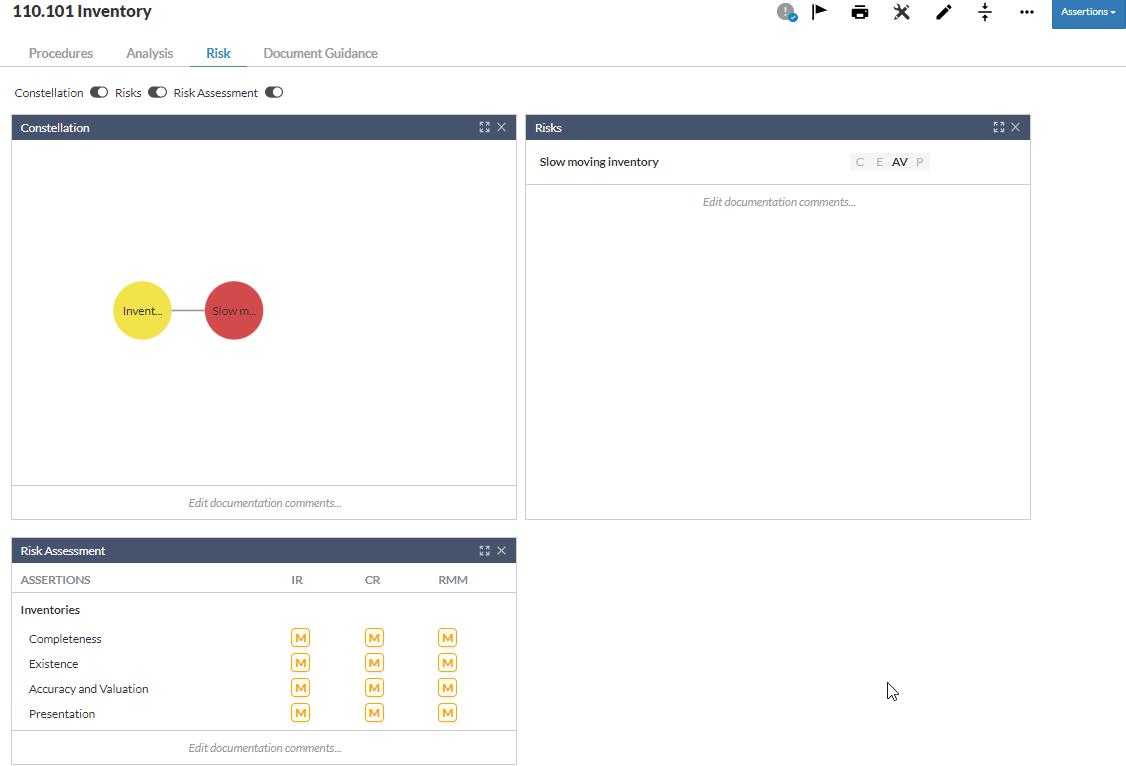 110.101 Inventory
Assertions
Procedures Analysis Risk Document Guidance
Constellation Risks Risk Assessment
Constellation
Invent... Slow m...
Edit documentation comments...
Risks
Slow moving inventory C E AV P
Edit documentation comments...
Risk Assessment
ASSERTIONS IR CR RMM
Inventories
Completeness M M M
Existence M M M
Accuracy and Valuation M M M
Presentation M M M
Edit documentation comments...